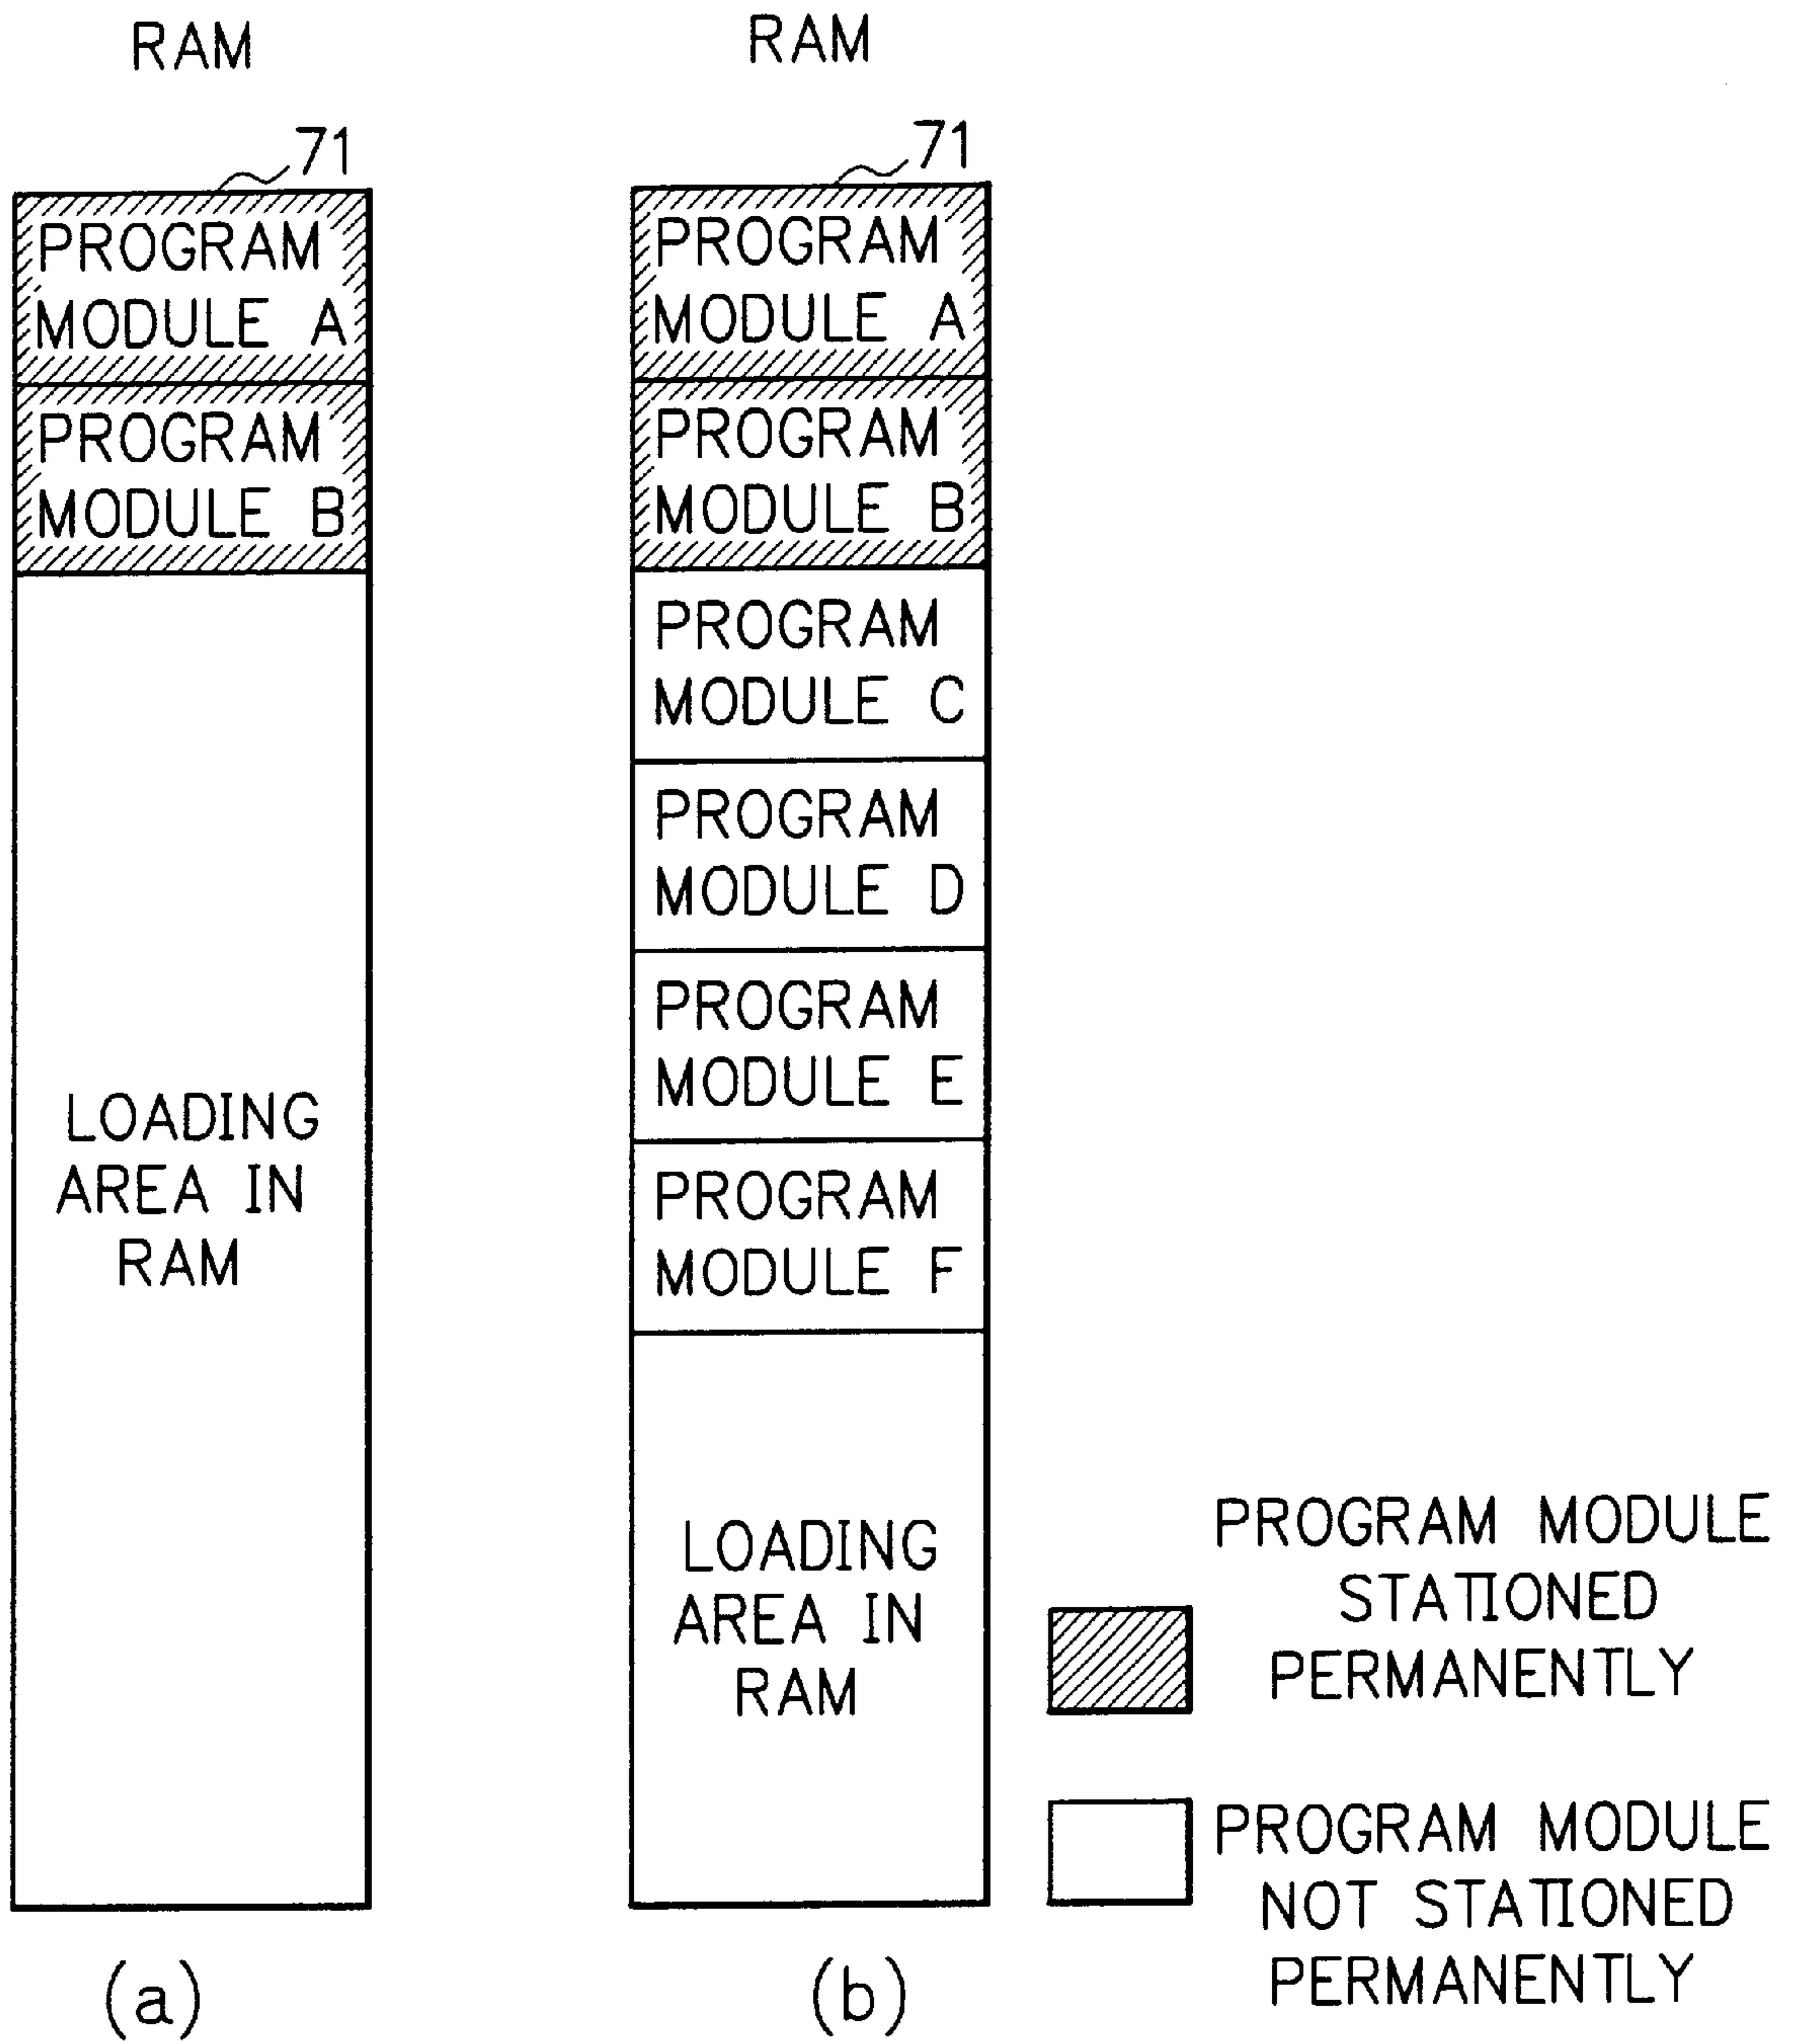 RAM
71
PROGRAM
MODULE A
PROGRAM
MODULE B
LOADING
AREA IN
RAM
(a)
RAM
71
PROGRAM
MODULE A
PROGRAM
MODULE B
PROGRAM
MODULE C
PROGRAM
MODULE D
PROGRAM
MODULE E
PROGRAM
MODULE F
LOADING
AREA IN
RAM
(b)
PROGRAM MODULE
STATIONED
PERMANENTLY
PROGRAM MODULE
NOT STATIONED
PERMANENTLY